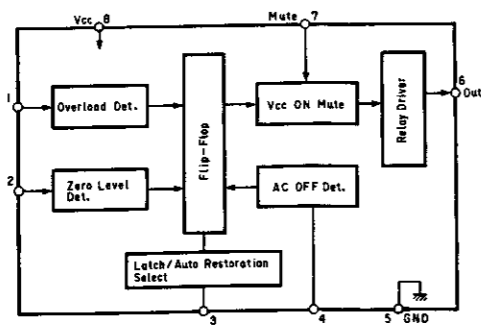 Vcc 8
Mute 7
1
Overload Det.
Flip-Flop
Vcc ON Mute
Relay Driver
6
Out
2
Zero Level
Det.
AC OFF Det.
Latch/Auto Restoration
Select
3
4
5 GND